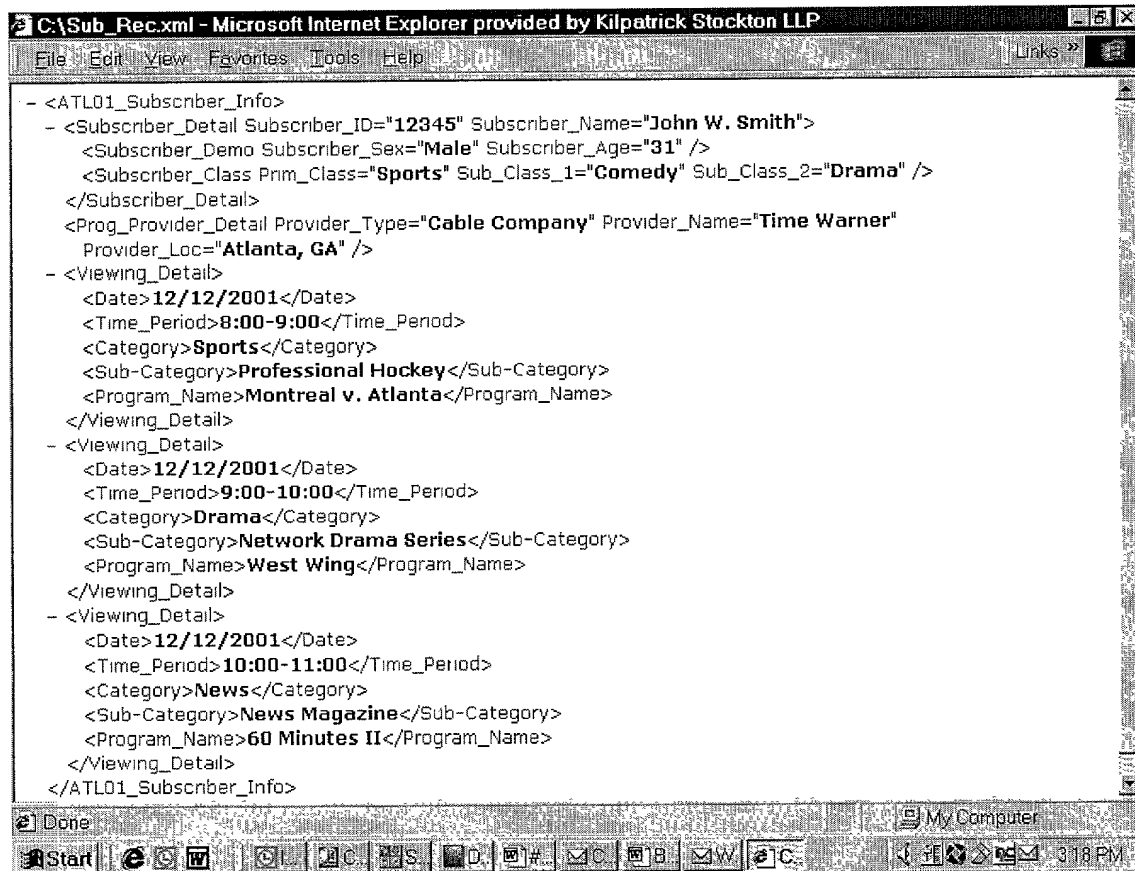 C:\Sub_Rec.xml - Microsoft Internet Explorer provided by Kilpatrick Stockton LLP
File Edit View Favorites Tools Help Links »
- <ATL01_Subscriber_Info>
- <Subscriber_Detail Subscriber_ID="12345" Subscriber_Name="John W. Smith">
<Subscriber_Demo Subscriber_Sex="Male" Subscriber_Age="31" />
<Subscriber_Class Prim_Class="Sports" Sub_Class_1="Comedy" Sub_Class_2="Drama" />
</Subscriber_Detail>
<Prog_Provider_Detail Provider_Type="Cable Company" Provider_Name="Time Warner"
Provider_Loc="Atlanta, GA" />
- <Viewing_Detail>
<Date>12/12/2001</Date>
<Time_Period>8:00-9:00</Time_Period>
<Category>Sports</Category>
<Sub-Category>Professional Hockey</Sub-Category>
<Program_Name>Montreal v. Atlanta</Program_Name>
</Viewing_Detail>
- <Viewing_Detail>
<Date>12/12/2001</Date>
<Time_Period>9:00-10:00</Time_Period>
<Category>Drama</Category>
<Sub-Category>Network Drama Series</Sub-Category>
<Program_Name>West Wing</Program_Name>
</Viewing_Detail>
- <Viewing_Detail>
<Date>12/12/2001</Date>
<Time_Period>10:00-11:00</Time_Period>
<Category>News</Category>
<Sub-Category>News Magazine</Sub-Category>
<Program_Name>60 Minutes II</Program_Name>
</Viewing_Detail>
</ATL01_Subscriber_Info>
Done My Computer
Start C.. S.. D.. #.. C.. B.. W.. C.. 3:18 PM